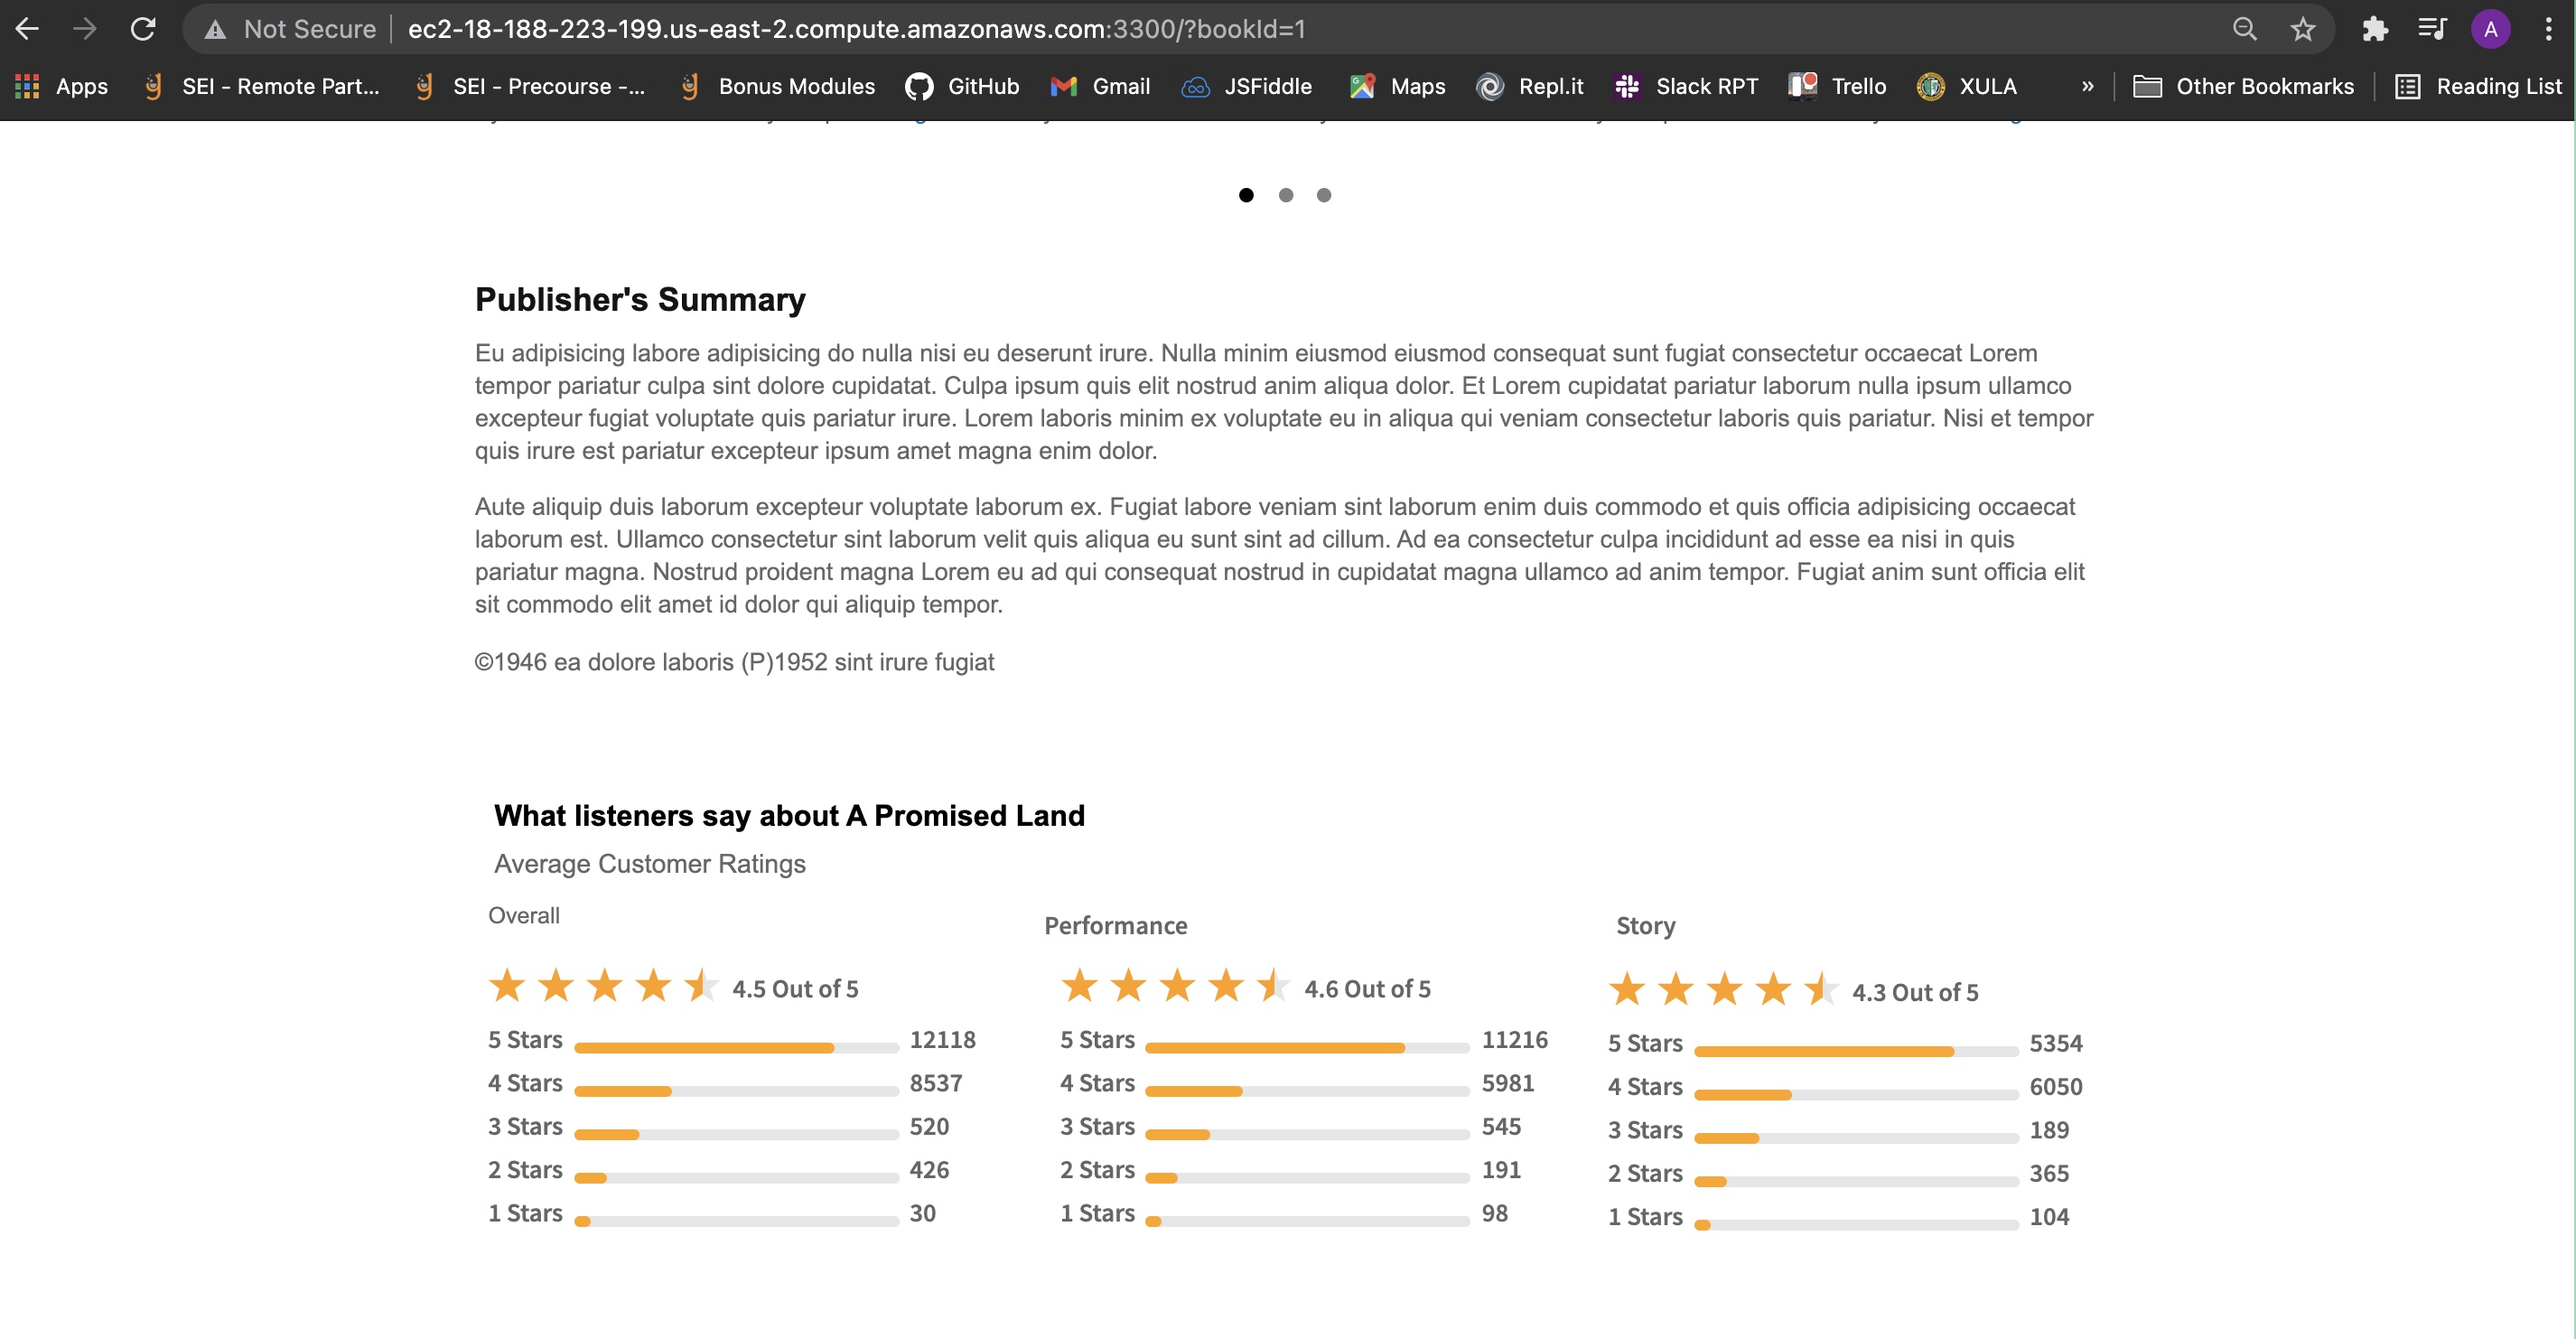 Not Secure ec2-18-188-223-199.us-east-2.compute.amazonaws.com:3300/?bookId=1 A
Apps SEI - Remote Part... SEI - Precourse -... Bonus Modules GitHub Gmail JSFiddle Maps Repl.it Slack RPT Trello XULA » Other Bookmarks Reading List
Publisher's Summary
Eu adipisicing labore adipisicing do nulla nisi eu deserunt irure. Nulla minim eiusmod eiusmod consequat sunt fugiat consectetur occaecat Lorem
tempor pariatur culpa sint dolore cupidatat. Culpa ipsum quis elit nostrud anim aliqua dolor. Et Lorem cupidatat pariatur laborum nulla ipsum ullamco
excepteur fugiat voluptate quis pariatur irure. Lorem laboris minim ex voluptate eu in aliqua qui veniam consectetur laboris quis pariatur. Nisi et tempor
quis irure est pariatur excepteur ipsum amet magna enim dolor.
Aute aliquip duis laborum excepteur voluptate laborum ex. Fugiat labore veniam sint laborum enim duis commodo et quis officia adipisicing occaecat
laborum est. Ullamco consectetur sint laborum velit quis aliqua eu sunt sint ad cillum. Ad ea consectetur culpa incididunt ad esse ea nisi in quis
pariatur magna. Nostrud proident magna Lorem eu ad qui consequat nostrud in cupidatat magna ullamco ad anim tempor. Fugiat anim sunt officia elit
sit commodo elit amet id dolor qui aliquip tempor.
©1946 ea dolore laboris (P)1952 sint irure fugiat
What listeners say about A Promised Land
Average Customer Ratings
Overall
4.5 Out of 5
5 Stars 12118
4 Stars 8537
3 Stars 520
2 Stars 426
1 Stars 30
Performance
4.6 Out of 5
5 Stars 11216
4 Stars 5981
3 Stars 545
2 Stars 191
1 Stars 98
Story
4.3 Out of 5
5 Stars 5354
4 Stars 6050
3 Stars 189
2 Stars 365
1 Stars 104